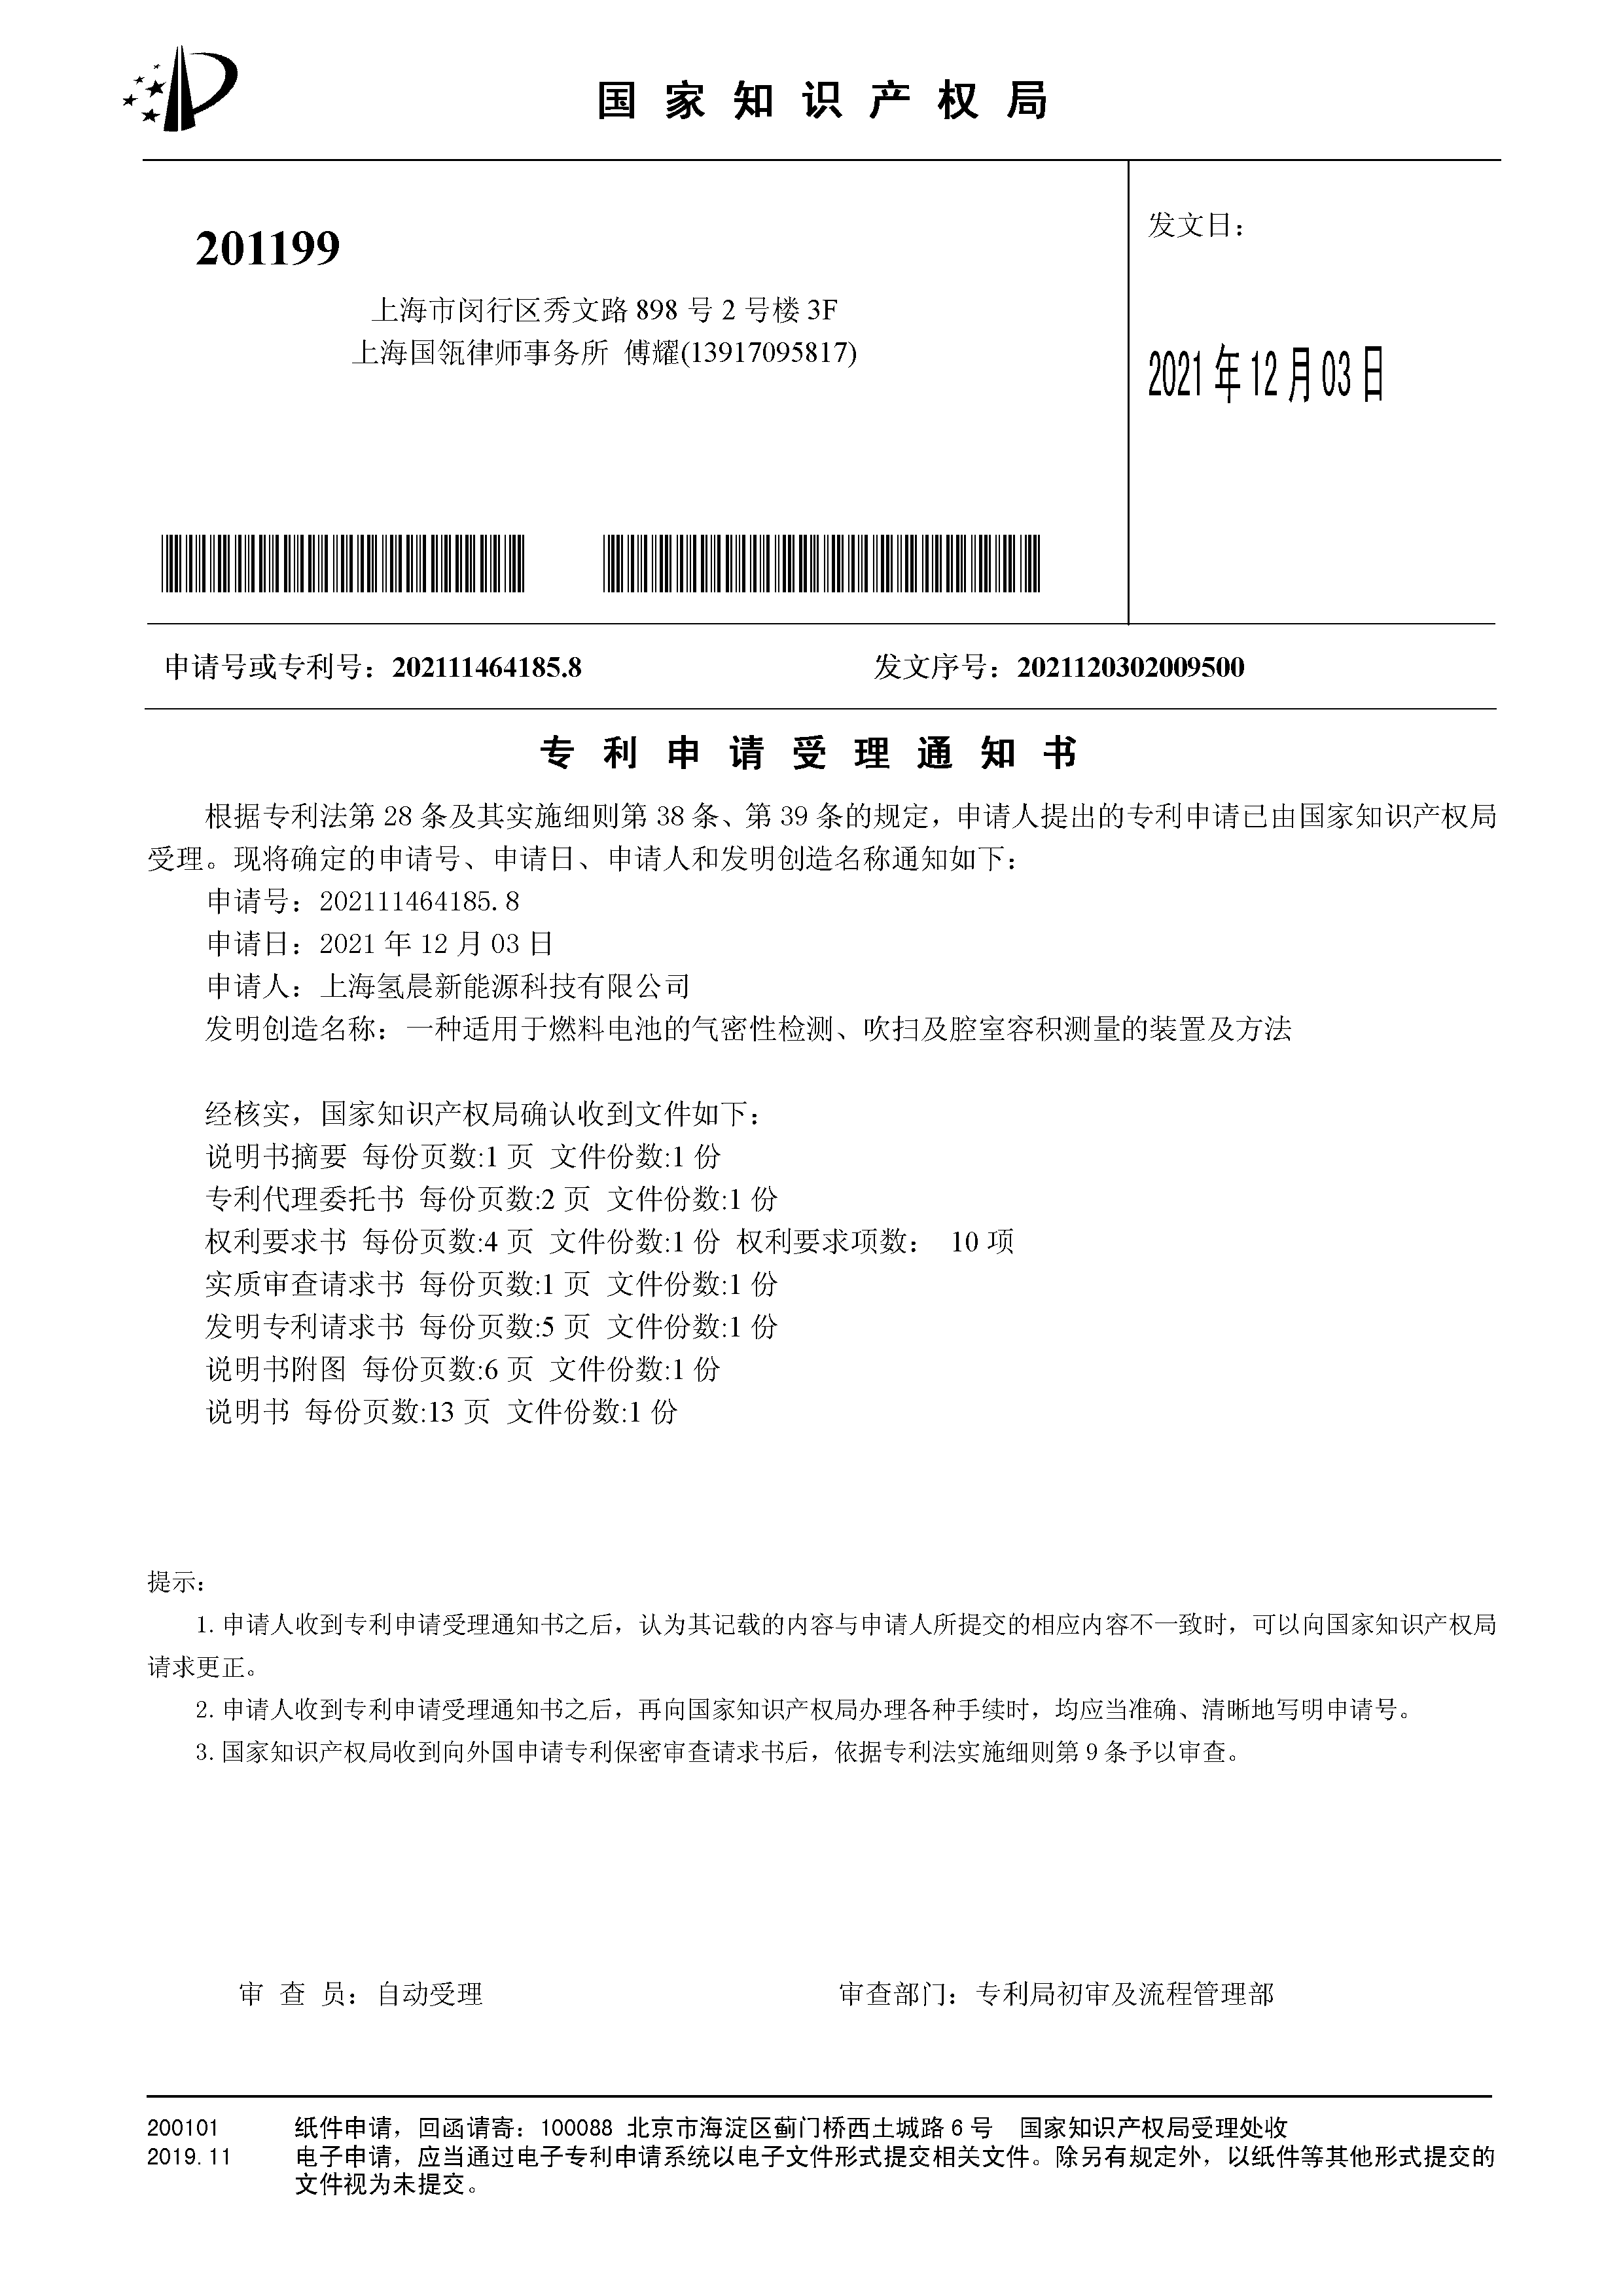 国家知识产权局
201199
上海市闵行区秀文路 898 号 2 号楼 3F
上海国瓴律师事务所 傅耀(13917095817)
发文日：
2021 年 12 月 03 日
申请号或专利号：202111464185.8
发文序号：2021120302009500
专利申请受理通知书
根据专利法第 28 条及其实施细则第 38 条、第 39 条的规定，申请人提出的专利申请已由国家知识产权局
受理。现将确定的申请号、申请日、申请人和发明创造名称通知如下：
申请号：202111464185.8
申请日：2021 年 12 月 03 日
申请人：上海氢晨新能源科技有限公司
发明创造名称：一种适用于燃料电池的气密性检测、吹扫及腔室容积测量的装置及方法
经核实，国家知识产权局确认收到文件如下：
说明书摘要 每份页数:1 页 文件份数:1 份
专利代理委托书 每份页数:2 页 文件份数:1 份
权利要求书 每份页数:4 页 文件份数:1 份 权利要求项数： 10 项
实质审查请求书 每份页数:1 页 文件份数:1 份
发明专利请求书 每份页数:5 页 文件份数:1 份
说明书附图 每份页数:6 页 文件份数:1 份
说明书 每份页数:13 页 文件份数:1 份
提示：
1. 申请人收到专利申请受理通知书之后，认为其记载的内容与申请人所提交的相应内容不一致时，可以向国家知识产权局
请求更正。
2. 申请人收到专利申请受理通知书之后，再向国家知识产权局办理各种手续时，均应当准确、清晰地写明申请号。
3. 国家知识产权局收到向外国申请专利保密审查请求书后，依据专利法实施细则第 9 条予以审查。
审 查 员：自动受理
审查部门：专利局初审及流程管理部
200101 纸件申请，回函请寄：100088 北京市海淀区蓟门桥西土城路 6 号 国家知识产权局受理处收
2019.11 电子申请，应当通过电子专利申请系统以电子文件形式提交相关文件。除另有规定外，以纸件等其他形式提交的
文件视为未提交。